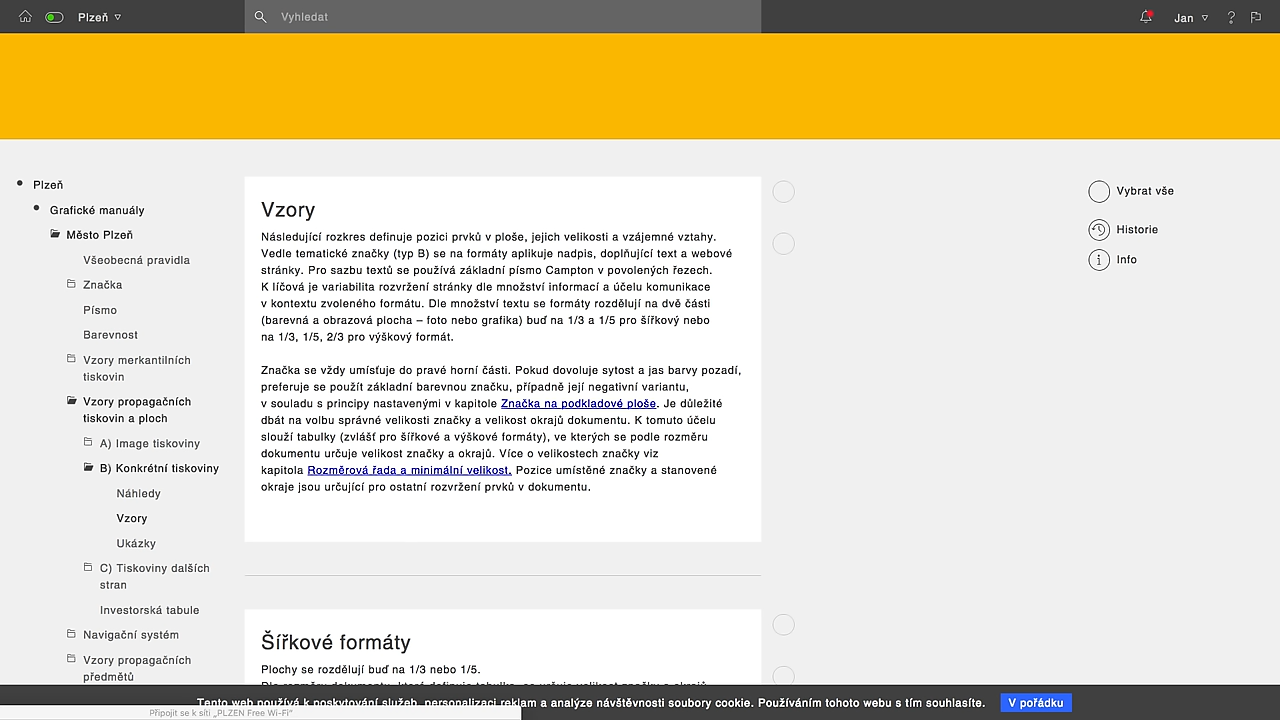 Plzeň
Vyhledat
Jan
?
Plzeň
Grafické manuály
Město Plzeň
Všeobecná pravidla
Značka
Písmo
Barevnost
Vzory merkantilních
tiskovin
Vzory propagačních
tiskovin a ploch
A) Image tiskoviny
B) Konkrétní tiskoviny
Náhledy
Vzory
Ukázky
C) Tiskoviny dalších
stran
Investorská tabule
Navigační systém
Vzory propagačních
předmětů
Vzory
Následující rozkres definuje pozici prvků v ploše, jejich velikosti a vzájemné vztahy.
Vedle tematické značky (typ B) se na formáty aplikuje nadpis, doplňující text a webové
stránky. Pro sazbu textů se používá základní písmo Campton v povolených řezech.
K líčová je variabilita rozvržení stránky dle množství informací a účelu komunikace
v kontextu zvoleného formátu. Dle množství textu se formáty rozdělují na dvě části
(barevná a obrazová plocha – foto nebo grafika) buď na 1/3 a 1/5 pro šířkový nebo
na 1/3, 1/5, 2/3 pro výškový formát.
Značka se vždy umísťuje do pravé horní části. Pokud dovoluje sytost a jas barvy pozadí,
preferuje se použít základní barevnou značku, případně její negativní variantu,
v souladu s principy nastavenými v kapitole Značka na podkladové ploše. Je důležité
dbát na volbu správné velikosti značky a velikost okrajů dokumentu. K tomuto účelu
slouží tabulky (zvlášť pro šířkové a výškové formáty), ve kterých se podle rozměru
dokumentu určuje velikost značky a okrajů. Více o velikostech značky viz
kapitola Rozměrová řada a minimální velikost. Pozice umístěné značky a stanovené
okraje jsou určující pro ostatní rozvržení prvků v dokumentu.
Šířkové formáty
Plochy se rozdělují buď na 1/3 nebo 1/5.
Dle rozměru dokumentu, které definuje tabulka, se určuje velikost značky a okrajů.
Vybrat vše
Historie
Info
Tento web používá k poskytování služeb, personalizaci reklam a analýze návštěvnosti soubory cookie. Používáním tohoto webu s tím souhlasíte.
V pořádku
Připojit se k síti „PLZEN Free Wi-Fi“